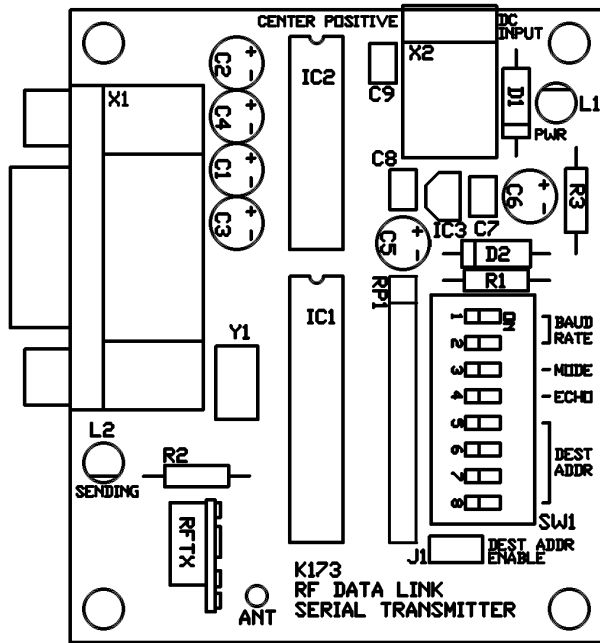 CENTER POSITIVE
DC
INPUT
X2
X1
C2
IC2
C9
D1
L1
PWR
C4
C1
C8
C6
R3
C3
IC3
C7
C5
D2
RP1
R1
IC1
Y1
ON
1
2
3
4
5
6
7
8
BAUD
RATE
MODE
ECHO
DEST
ADDR
L2
SENDING
R2
RFTX
SW1
J1
DEST ADDR
ENABLE
ANT
K173
RF DATA LINK
SERIAL TRANSMITTER
+
-
+
-
+
-
+
-
+
-
+
-